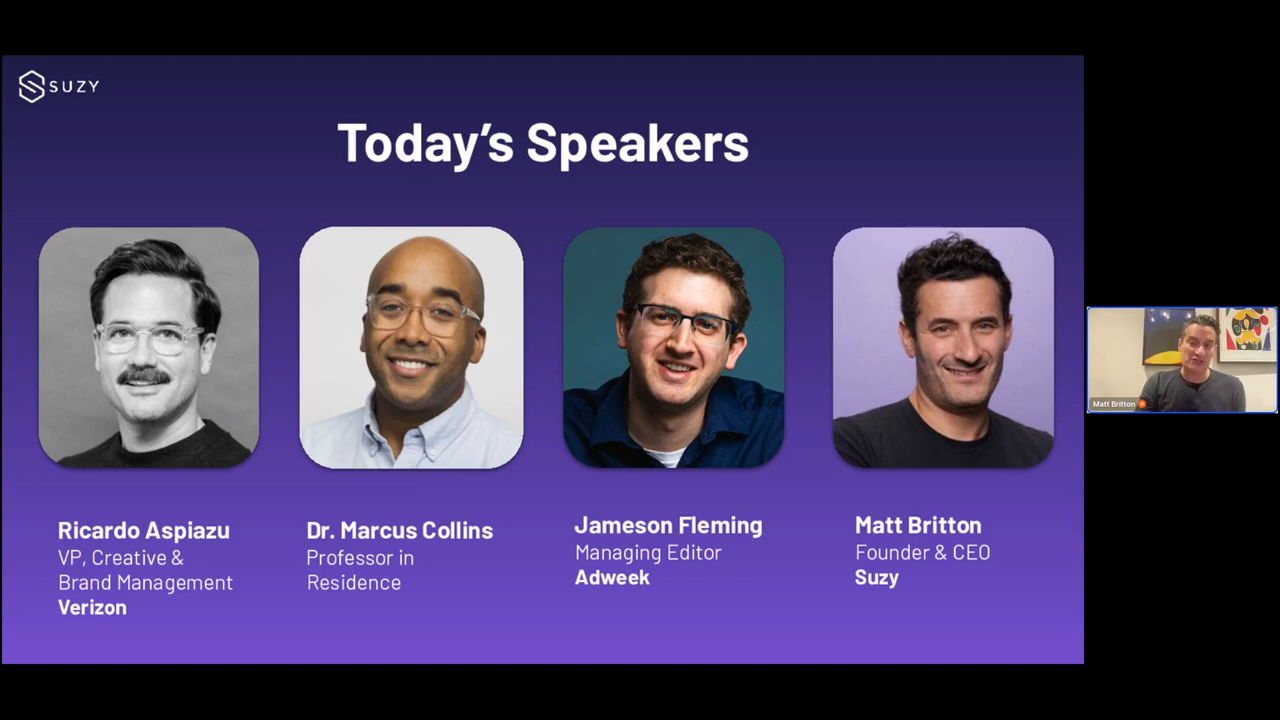 SUZY
Today’s Speakers
Ricardo Aspiazu
VP, Creative &
Brand Management
Verizon
Dr. Marcus Collins
Professor in
Residence
Jameson Fleming
Managing Editor
Adweek
Matt Britton
Founder & CEO
Suzy
Matt Britton